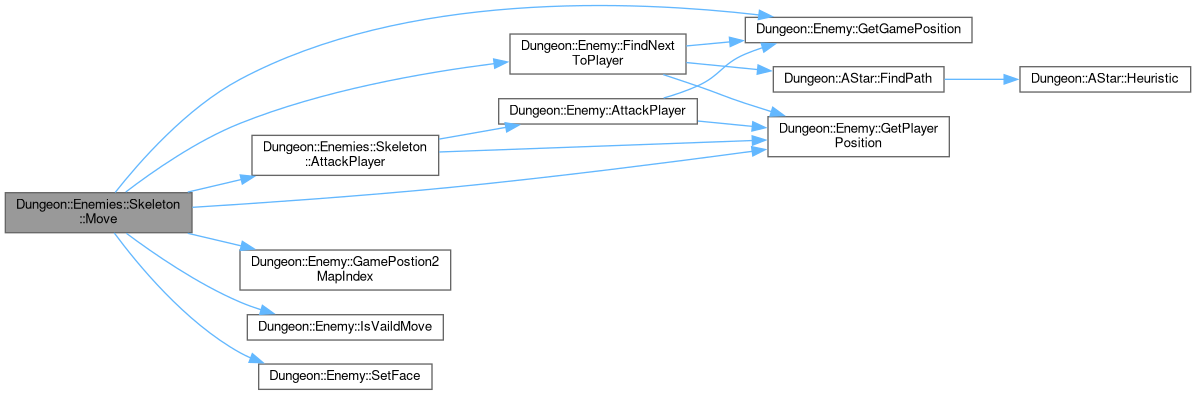 Dungeon::Enemies::Skeleton
::Move
Dungeon::Enemies::Skeleton
::AttackPlayer
Dungeon::Enemy::GamePostion2
MapIndex
Dungeon::Enemy::IsVaildMove
Dungeon::Enemy::SetFace
Dungeon::Enemy::FindNext
ToPlayer
Dungeon::Enemy::AttackPlayer
Dungeon::Enemy::GetGamePosition
Dungeon::AStar::FindPath
Dungeon::Enemy::GetPlayer
Position
Dungeon::AStar::Heuristic